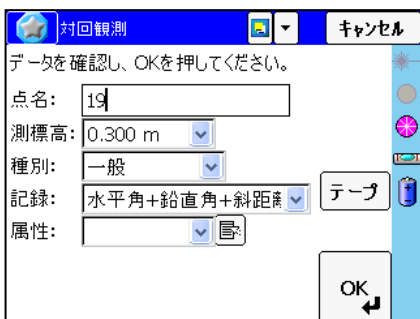 対回観測 キャンセル
データを確認し、OKを押してください。
点名: 19
測標高: 0.300 m
種別: 一般
記録: 水平角+鉛直角+斜距離 テープ
属性:
OK